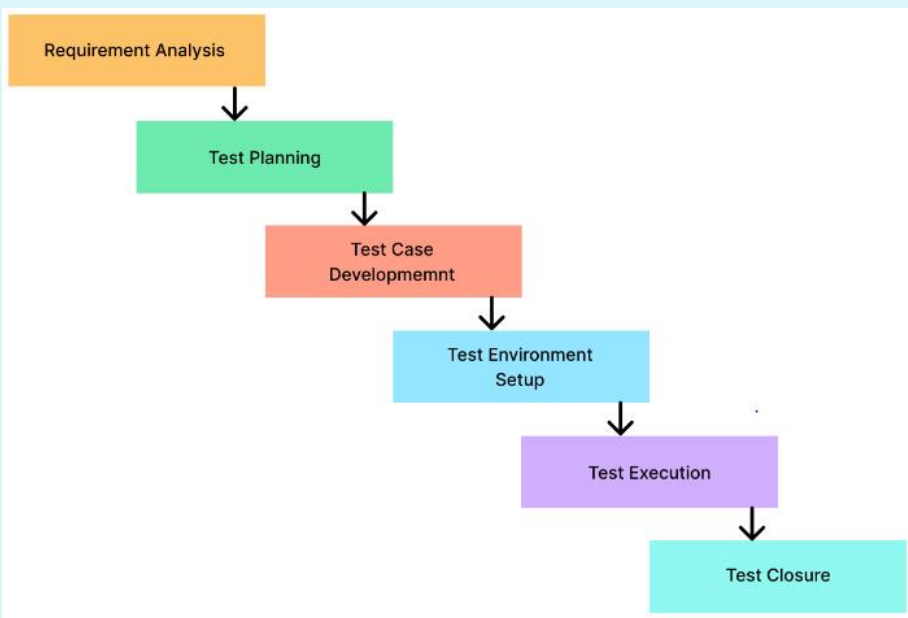 Requirement Analysis
Test Planning
Test Case
Developmemnt
Test Environment
Setup
Test Execution
Test Closure